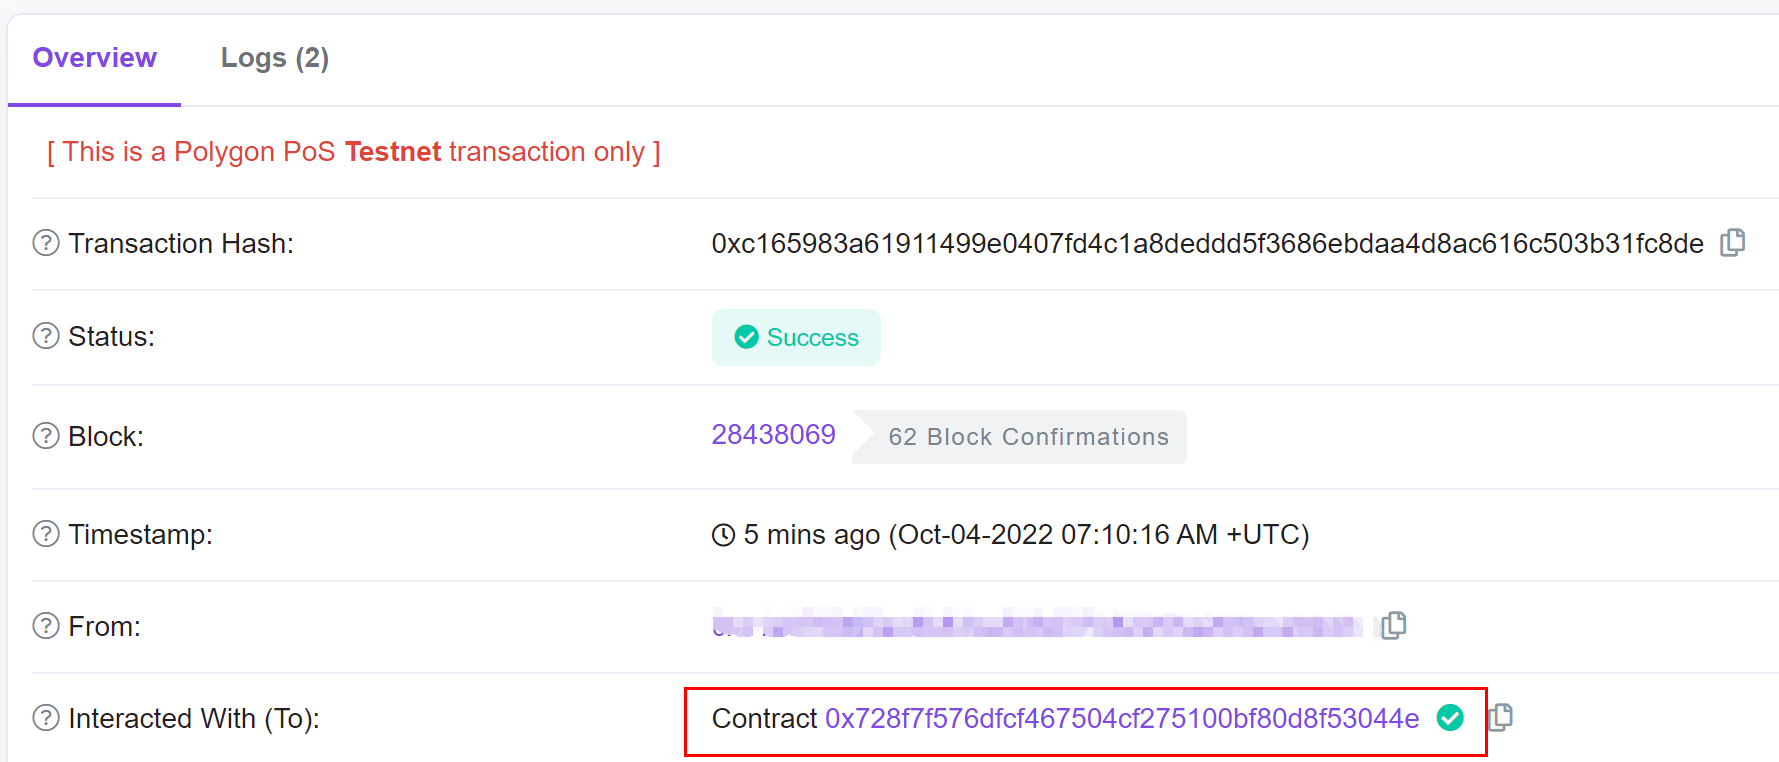 Overview Logs (2)
[ This is a Polygon PoS Testnet transaction only ]
Transaction Hash: 0xc165983a61911499e0407fd4c1a8deddd5f3686ebdaa4d8ac616c503b31fc8de
Status: Success
Block: 28438069 62 Block Confirmations
Timestamp: 5 mins ago (Oct-04-2022 07:10:16 AM +UTC)
From:
Interacted With (To): Contract 0x728f7f576dfcf467504cf275100bf80d8f53044e